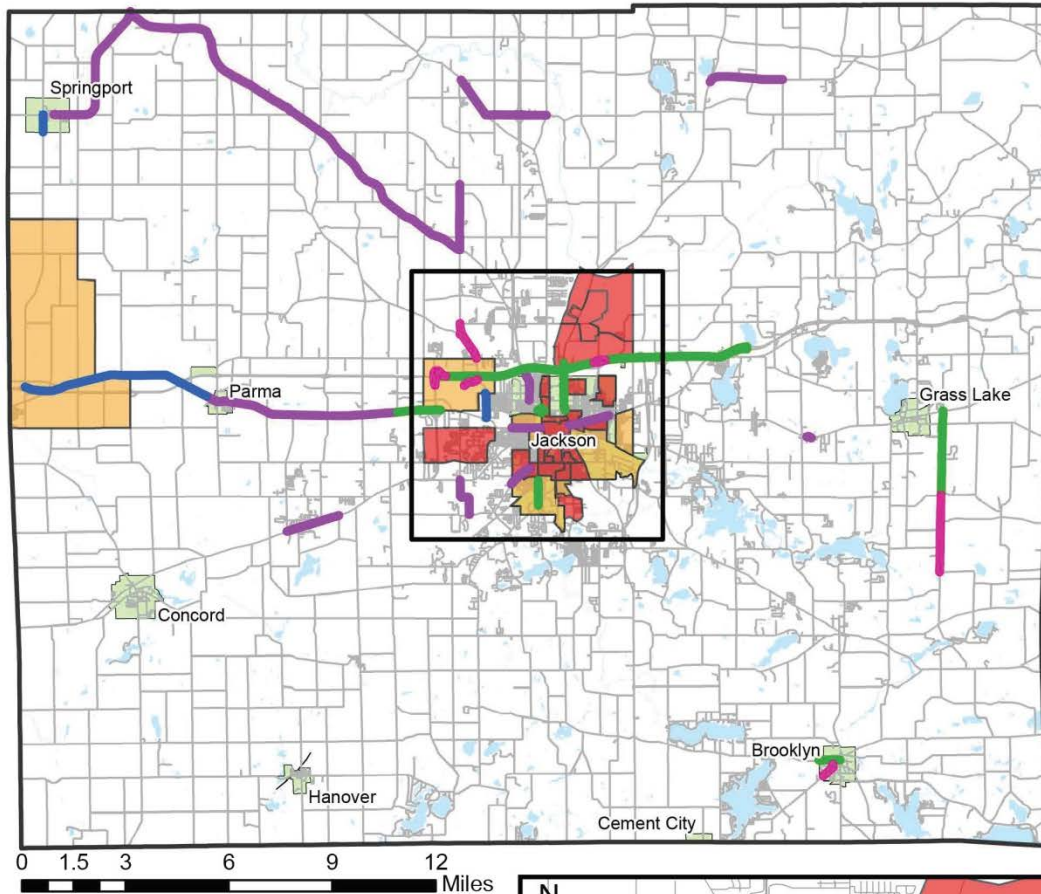 Springport
Parma
Grass Lake
Jackson
Concord
Brooklyn
Hanover
Cement City
0 1.5 3 6 9 12
Miles
N